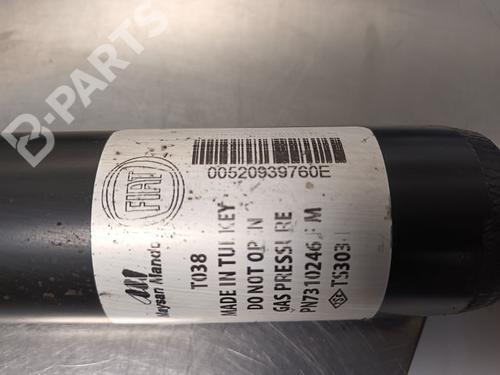 B-PARTS
FIAT
Maysan Mando
00520939760E
T038
MADE IN TURKEY
DO NOT OPEN
GAS PRESSURE